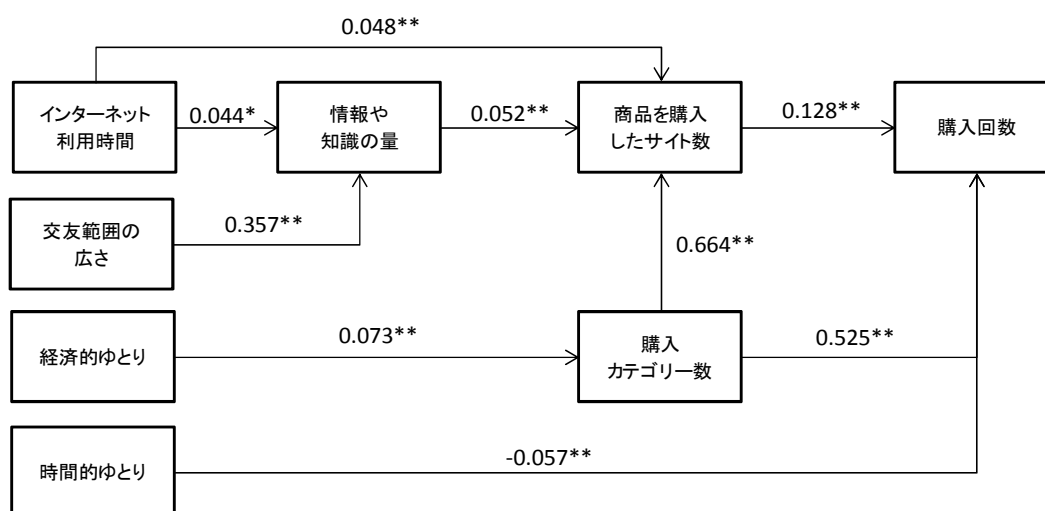 0.048**
インターネット
利用時間
0.044*
情報や
知識の量
0.052**
商品を購入
したサイト数
0.128**
購入回数
交友範囲の
広さ
0.357**
0.664**
経済的ゆとり
0.073**
購入
カテゴリー数
0.525**
時間的ゆとり
-0.057**